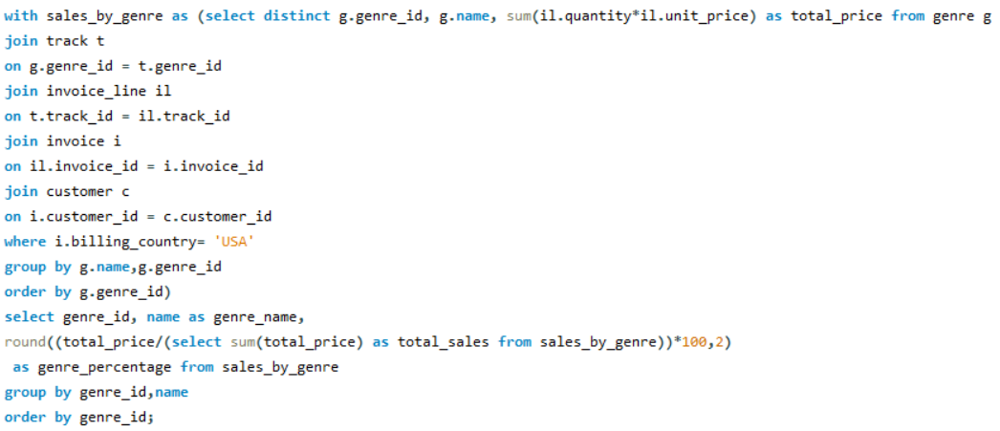 with sales_by_genre as (select distinct g.genre_id, g.name, sum(il.quantity*il.unit_price) as total_price from genre g
join track t
on g.genre_id = t.genre_id
join invoice_line il
on t.track_id = il.track_id
join invoice i
on il.invoice_id = i.invoice_id
join customer c
on i.customer_id = c.customer_id
where i.billing_country= 'USA'
group by g.name,g.genre_id
order by g.genre_id)
select genre_id, name as genre_name,
round((total_price/(select sum(total_price) as total_sales from sales_by_genre))*100,2)
 as genre_percentage from sales_by_genre
group by genre_id,name
order by genre_id;